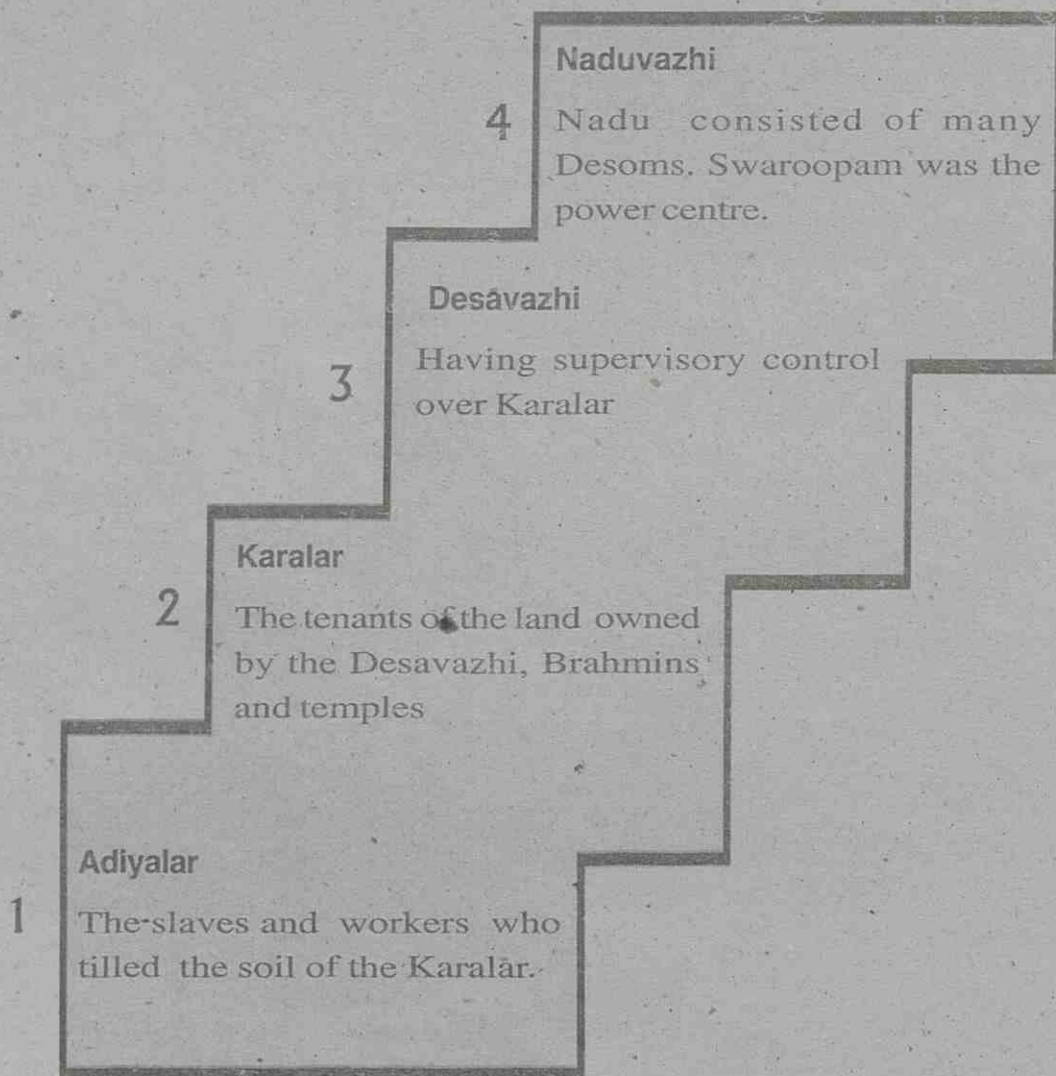 Naduvazhi
4
Nadu consisted of many
Desoms. Swaroopam was the
power centre.
Desavazhi
3
Having supervisory control
over Karalar
Karalar
2
The tenants of the land owned
by the Desavazhi, Brahmins
and temples
Adiyalar
1
The slaves and workers who
tilled the soil of the Karalar.